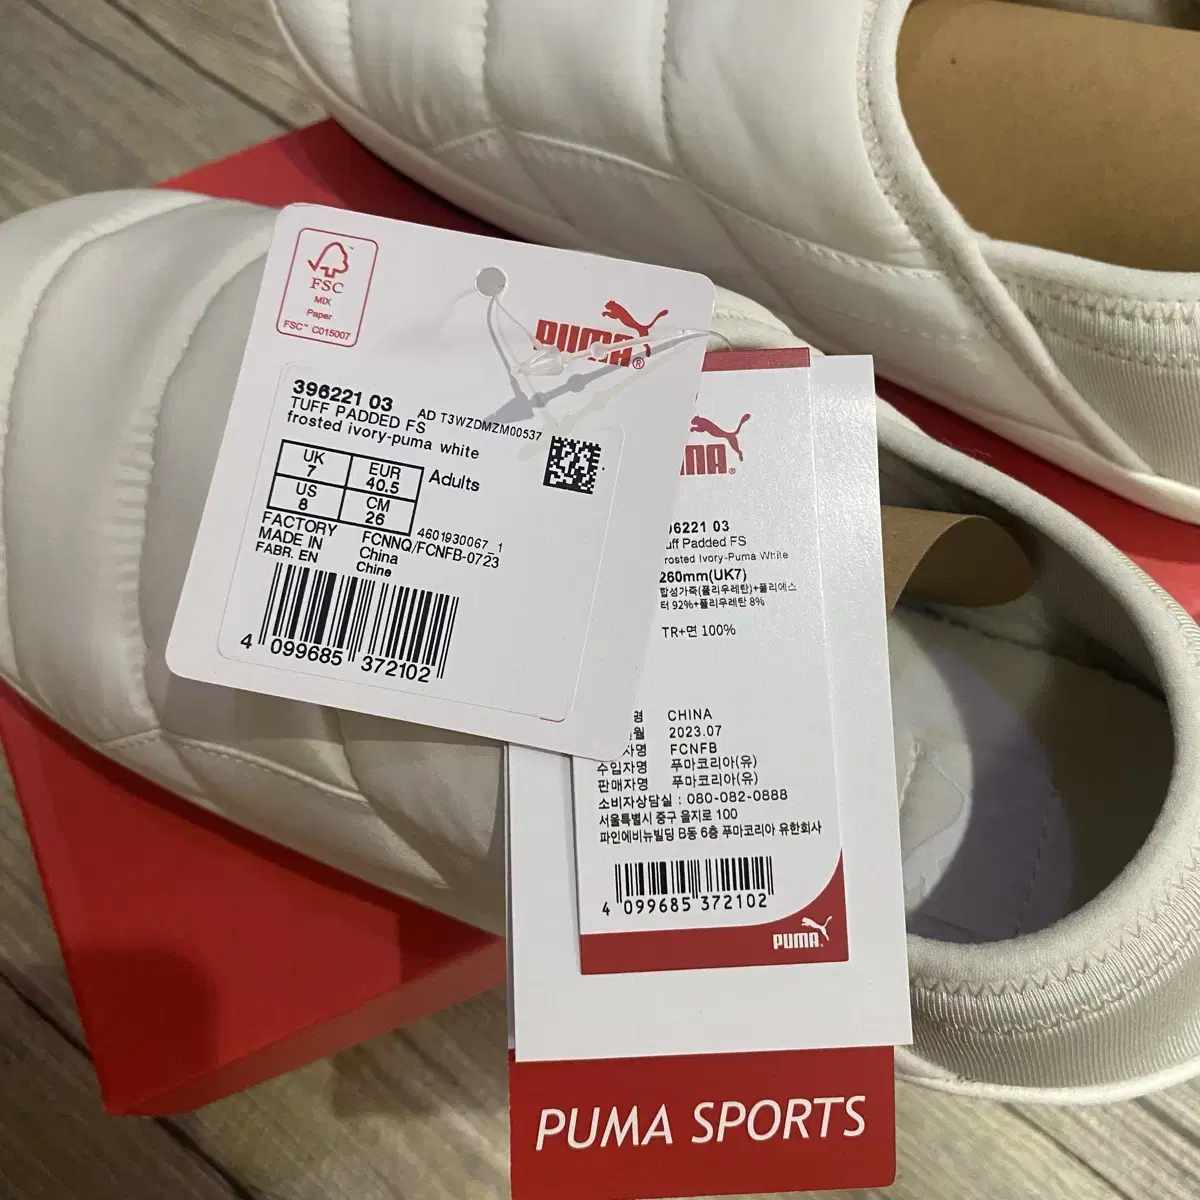 FSC
MIX
Paper
FSC™ C015007
PUMA®
396221 03
AD T3WZDMZM00537
TUFF PADDED FS
frosted ivory-puma white
UK
7
EUR
40.5
Adults
US
8
CM
26
4601930067_1
FACTORY FCNNQ/FCNFB-0723
MADE IN China
FABR. EN Chine
4 099685 372102
Padded FS
Ivory-Puma White
260mm(UK7)
합성가죽(폴리우레탄)+폴리에스
터 92%+폴리우레탄 8%
TR+면 100%
CHINA
2023.07
FCNFB
수입자명 푸마코리아(유)
판매자명 푸마코리아(유)
소비자상담실 : 080-082-0888
서울특별시 중구 을지로 100
파인에비뉴빌딩 B동 6층 푸마코리아 유한회사
4 099685 372102
PUMA
PUMA SPORTS